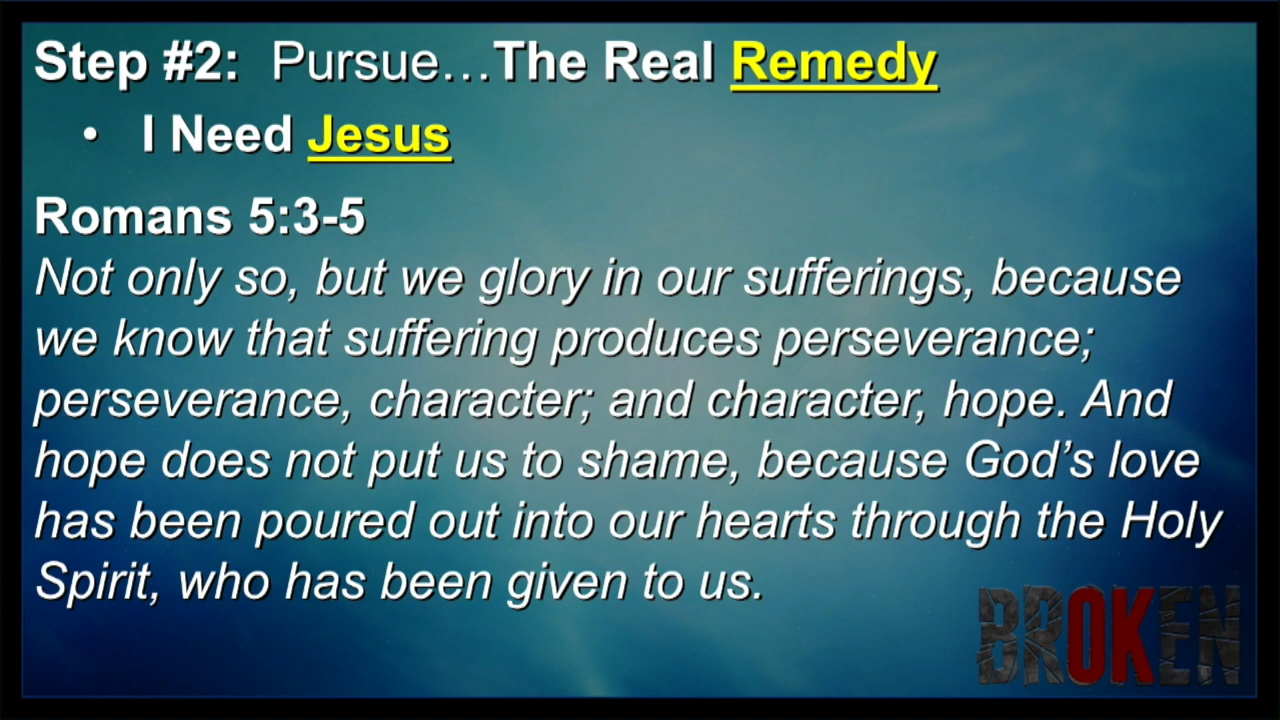 Step #2: Pursue…The Real Remedy
• I Need Jesus
Romans 5:3-5
Not only so, but we glory in our sufferings, because
we know that suffering produces perseverance;
perseverance, character; and character, hope. And
hope does not put us to shame, because God’s love
has been poured out into our hearts through the Holy
Spirit, who has been given to us.
BROKEN